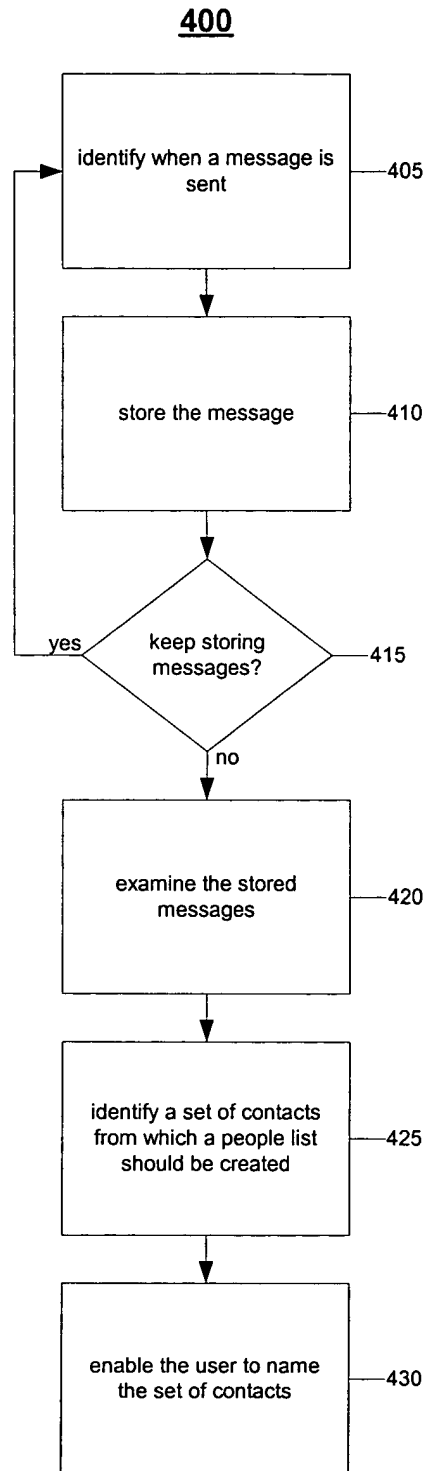 400
identify when a message is
sent
405
store the message
410
keep storing
messages?
415
yes
no
examine the stored
messages
420
identify a set of contacts
from which a people list
should be created
425
enable the user to name
the set of contacts
430